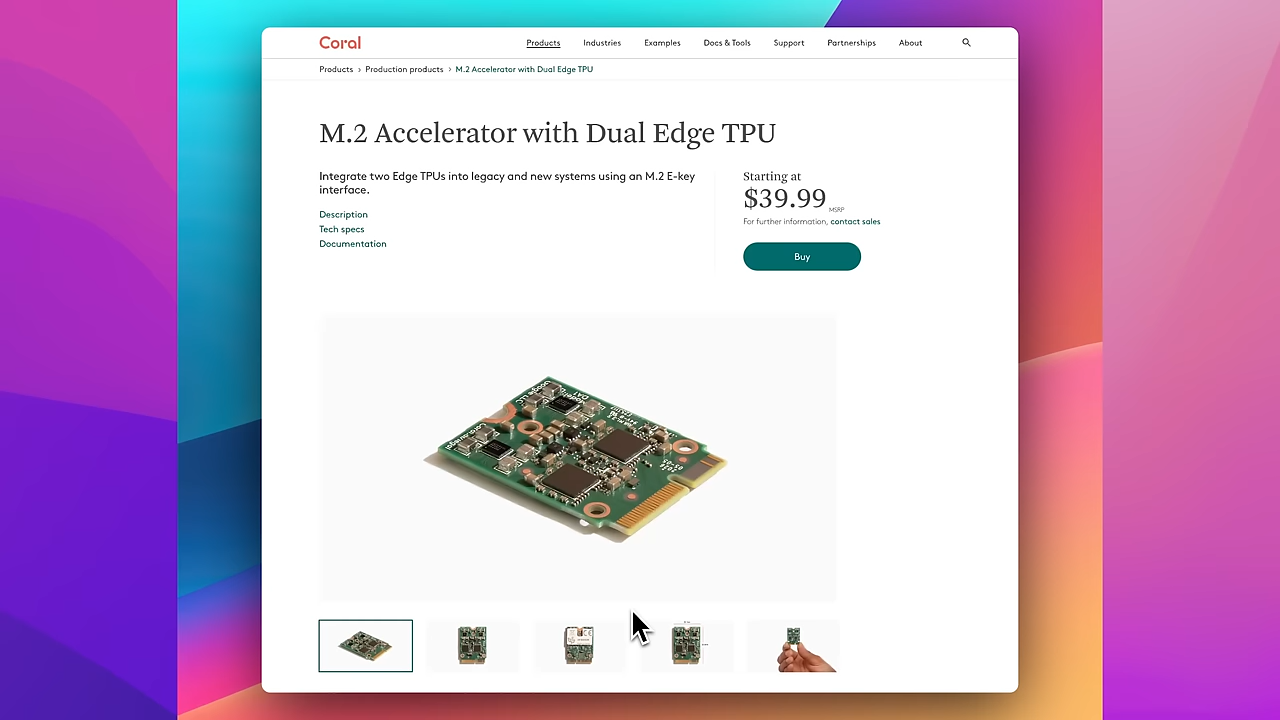 Coral
Products Industries Examples Docs & Tools Support Partnerships About
Products › Production products › M.2 Accelerator with Dual Edge TPU
M.2 Accelerator with Dual Edge TPU
Integrate two Edge TPUs into legacy and new systems using an M.2 E-key
interface.
Description
Tech specs
Documentation
Starting at
$39.99 MSRP
For further information, contact sales
Buy
Google LLC